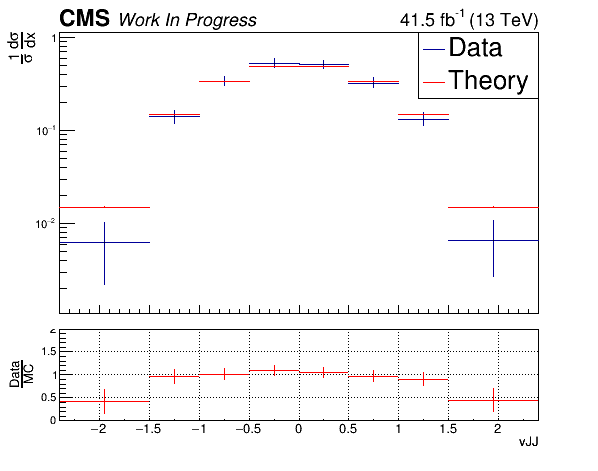 CMS Work In Progress 41.5 fb⁻¹ (13 TeV)
1/σ dσ/dx
Data
Theory
1
10⁻¹
10⁻²
Data/MC
2
1.5
1
0.5
0
−2 −1.5 −1 −0.5 0 0.5 1 1.5 2
vJJ